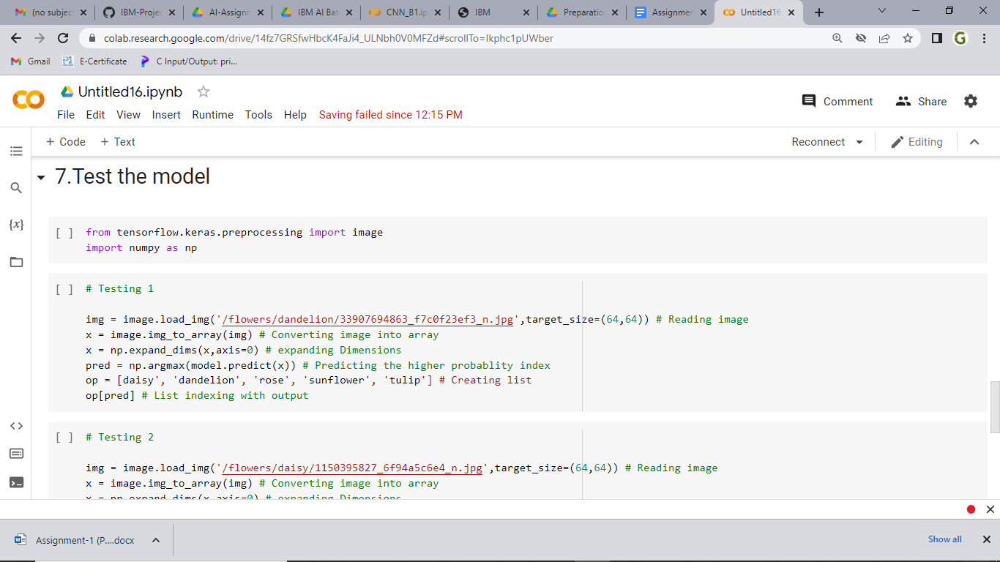 (no subjec
IBM-Projec
AI-Assignm
IBM AI Bat
CNN_B1.ip
IBM
Preparatio
Assignmen
Untitled16
colab.research.google.com/drive/14fz7GRSfwHbcK4FaJi4_ULNbh0V0MFZd#scrollTo=Ikphc1pUWber
G
Gmail
E-Certificate
C Input/Output: pri...
Untitled16.ipynb
Comment
Share
File Edit View Insert Runtime Tools Help Saving failed since 12:15 PM
+ Code + Text
Reconnect
Editing
7.Test the model
{x}
[ ] from tensorflow.keras.preprocessing import image
import numpy as np
[ ] # Testing 1
img = image.load_img('/flowers/dandelion/33907694863_f7c0f23ef3_n.jpg',target_size=(64,64)) # Reading image
x = image.img_to_array(img) # Converting image into array
x = np.expand_dims(x,axis=0) # expanding Dimensions
pred = np.argmax(model.predict(x)) # Predicting the higher probablity index
op = [daisy', 'dandelion', 'rose', 'sunflower', 'tulip'] # Creating list
op[pred] # List indexing with output
[ ] # Testing 2
img = image.load_img('/flowers/daisy/1150395827_6f94a5c6e4_n.jpg',target_size=(64,64)) # Reading image
x = image.img_to_array(img) # Converting image into array
x = np.expand_dims(x,axis=0) # expanding Dimensions
Assignment-1 (P....docx
Show all